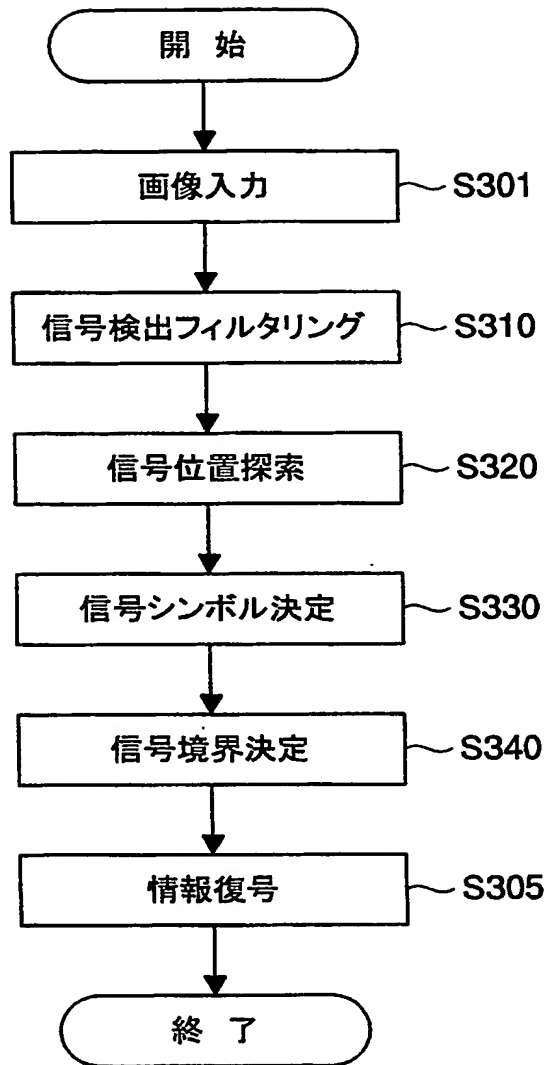 開 始
画像入力 S301
信号検出フィルタリング S310
信号位置探索 S320
信号シンボル決定 S330
信号境界決定 S340
情報復号 S305
終 了